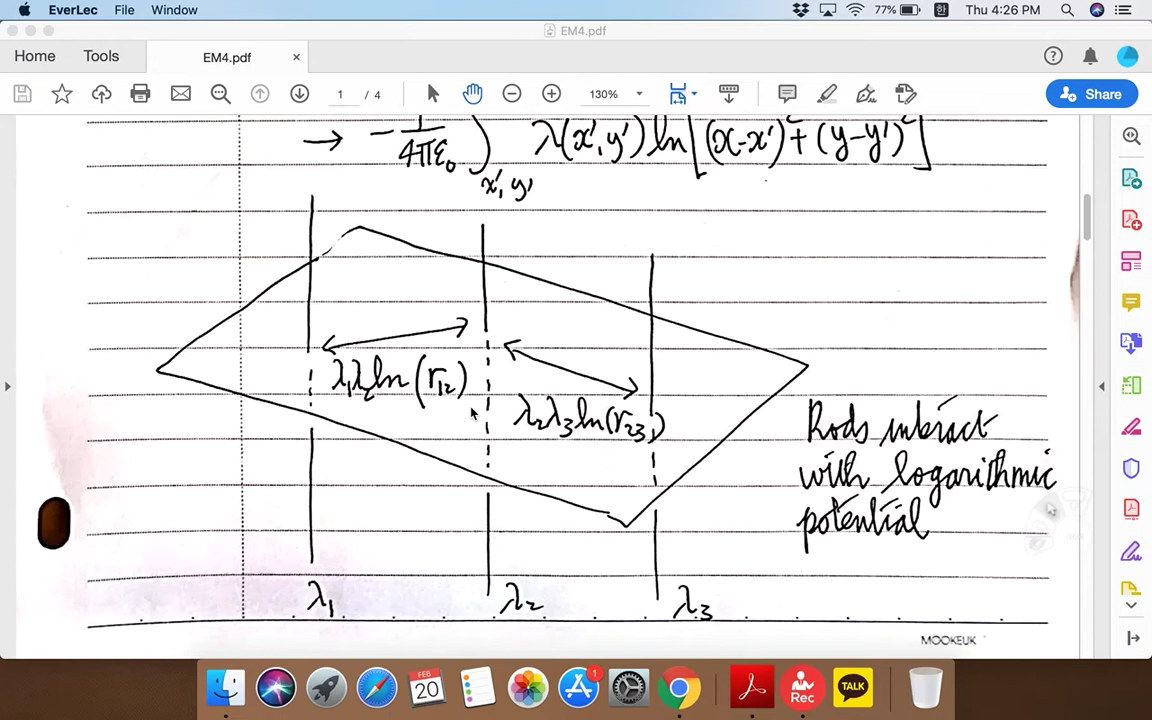 EverLec File Window 77% 한 Thu 4:26 PM
EM4.pdf
Home Tools EM4.pdf ×
1 / 4 130% Share
→ -1/4πε₀ ∫x',y' λ(x',y') ln[(x-x')²+(y-y')²]
λ₁λ₂ln(r₁₂)
λ₂λ₃ln(r₂₃)
Rods interact
with logarithmic
potential
λ₁ λ₂ λ₃
MOOKEUK
FEB
20
1
Rec
TALK